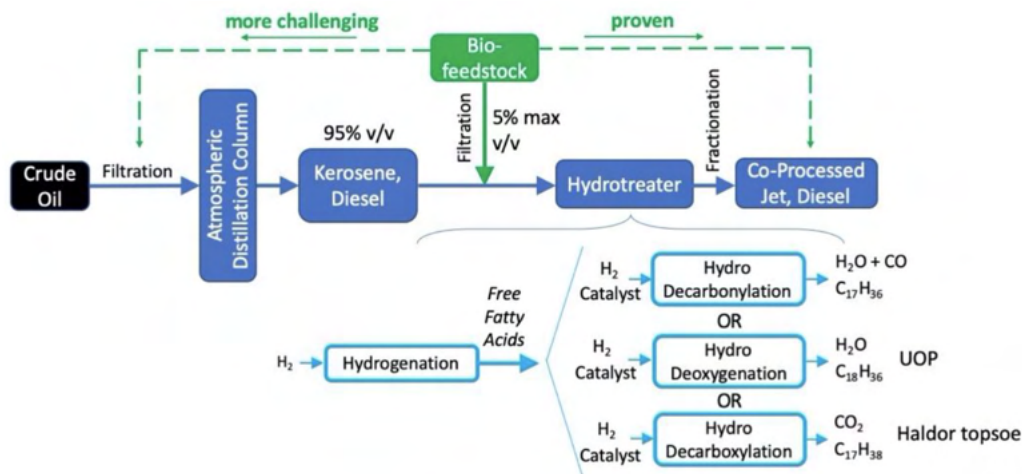 more challenging
proven
Bio-
feedstock
Filtration
5% max
v/v
Fractionation
95% v/v
Crude
Oil
Filtration
Atmospheric
Distillation Column
Kerosene,
Diesel
Hydrotreater
Co-Processed
Jet, Diesel
H₂
Hydrogenation
Free
Fatty
Acids
H₂
Catalyst
Hydro
Decarbonylation
H₂O + CO
C₁₇H₃₆
OR
H₂
Catalyst
Hydro
Deoxygenation
H₂O
C₁₈H₃₆
UOP
OR
H₂
Catalyst
Hydro
Decarboxylation
CO₂
C₁₇H₃₈
Haldor topsoe